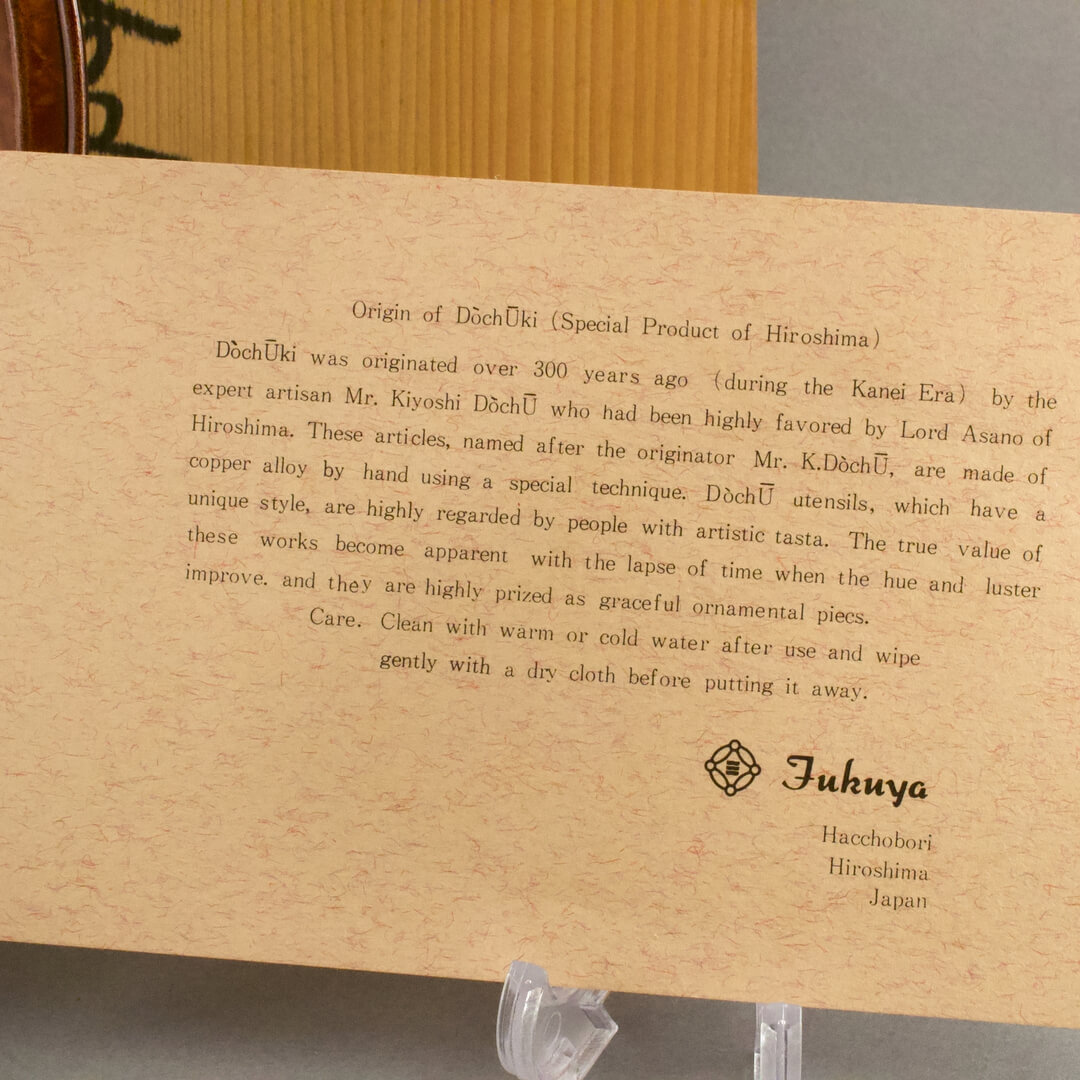 Origin of DòchŪki (Special Product of Hiroshima)
DòchŪki was originated over 300 years ago (during the Kanei Era) by the
expert artisan Mr. Kiyoshi DòchŪ who had been highly favored by Lord Asano of
Hiroshima. These articles, named after the originator Mr. K.DòchŪ, are made of
copper alloy by hand using a special technique. DòchŪ utensils, which have a
unique style, are highly regarded by people with artistic tasta. The true value of
these works become apparent with the lapse of time when the hue and luster
improve. and they are highly prized as graceful ornamental piecs.
Care. Clean with warm or cold water after use and wipe
gently with a dry cloth before putting it away.
Fukuya
Hacchobori
Hiroshima
Japan